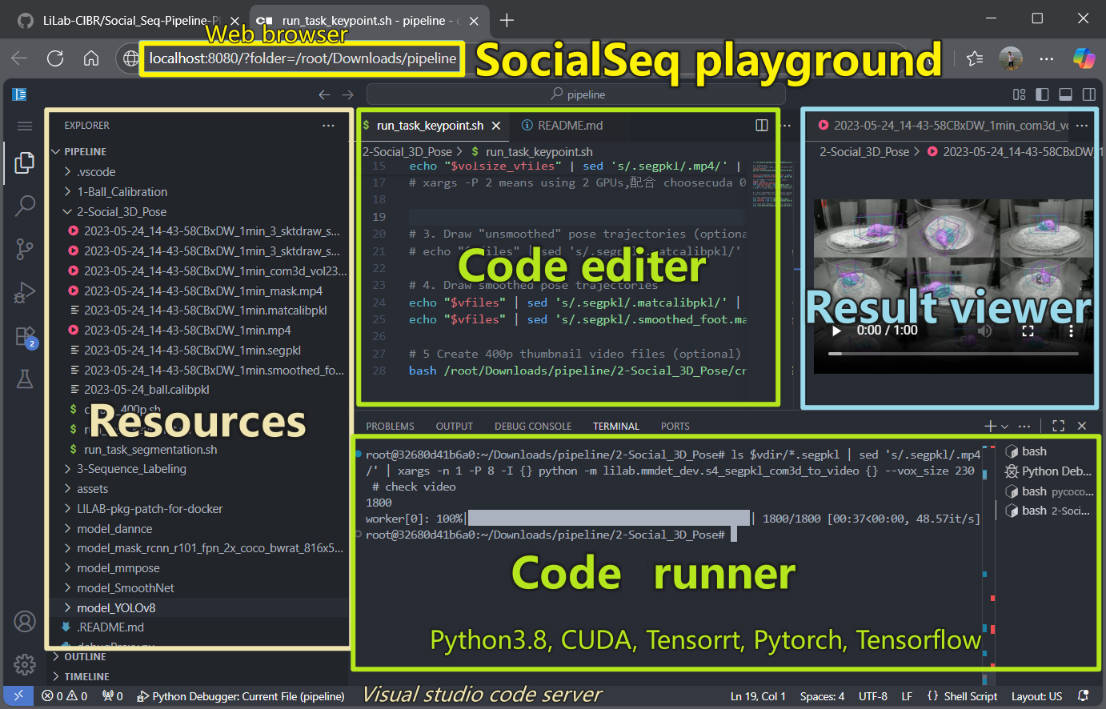 LiLab-CIBR/Social_Seq-Pipeline-Pi
run_task_keypoint.sh - pipeline - c
Web browser
localhost:8080/?folder=/root/Downloads/pipeline
SocialSeq playground
pipeline
EXPLORER
PIPELINE
.vscode
1-Ball_Calibration
2-Social_3D_Pose
2023-05-24_14-43-58CBxDW_1min_3_sktdraw_s...
2023-05-24_14-43-58CBxDW_1min_3_sktdraw_s...
2023-05-24_14-43-58CBxDW_1min_com3d_vol23...
2023-05-24_14-43-58CBxDW_1min_mask.mp4
2023-05-24_14-43-58CBxDW_1min.matcalibpkl
2023-05-24_14-43-58CBxDW_1min.mp4
2023-05-24_14-43-58CBxDW_1min.segpkl
2023-05-24_14-43-58CBxDW_1min.smoothed_fo...
2023-05-24_ball.calibpkl
400p.sh
Resources
run_task_segmentation.sh
3-Sequence_Labeling
assets
LILAB-pkg-patch-for-docker
model_dannce
model_mask_rcnn_r101_fpn_2x_coco_bwrat_816x5...
model_mmpose
model_SmoothNet
model_YOLOv8
.README.md
OUTLINE
TIMELINE
$ run_task_keypoint.sh
README.md
2-Social_3D_Pose > $ run_task_keypoint.sh
15 echo "$volsize_vfiles" | sed 's/.segpkl/.mp4/' |
17 # xargs -P 2 means using 2 GPUs,配合 choosecuda 0
18
19
20 # 3. Draw "unsmoothed" pose trajectories (optiona
21 # echo "$vfiles" | sed 's/.segpkl/.matcalibpkl/'
22
Code editer
23 # 4. Draw smoothed pose trajectories
24 echo "$vfiles" | sed 's/.segpkl/.matcalibpkl/' |
25 echo "$vfiles" | sed 's/.segpkl/.smoothed_foot.ma
26
27 # 5 Create 400p thumbnail video files (optional)
28 bash /root/Downloads/pipeline/2-Social_3D_Pose/cr
2023-05-24_14-43-58CBxDW_1min_com3d_vo
2-Social_3D_Pose > 2023-05-24_14-43-58CBxDW_1
Result viewer
0:00 / 1:00
PROBLEMS OUTPUT DEBUG CONSOLE TERMINAL PORTS
root@32680d41b6a0:~/Downloads/pipeline/2-Social_3D_Pose# ls $vdir/*.segpkl | sed 's/.segpkl/.mp4
/' | xargs -n 1 -P 8 -I {} python -m lilab.mmdet_dev.s4_segpkl_com3d_to_video {} --vox_size 230
# check video
1800
worker[0]: 100%| | 1800/1800 [00:37<00:00, 48.57it/s]
root@32680d41b6a0:~/Downloads/pipeline/2-Social_3D_Pose#
bash
Python Deb...
bash pycoco...
bash 2-Soci...
Code runner
Python3.8, CUDA, Tensorrt, Pytorch, Tensorflow
2
0 0 0
Python Debugger: Current File (pipeline)
Visual studio code server
Ln 19, Col 1 Spaces: 4 UTF-8 LF {} Shell Script Layout: US